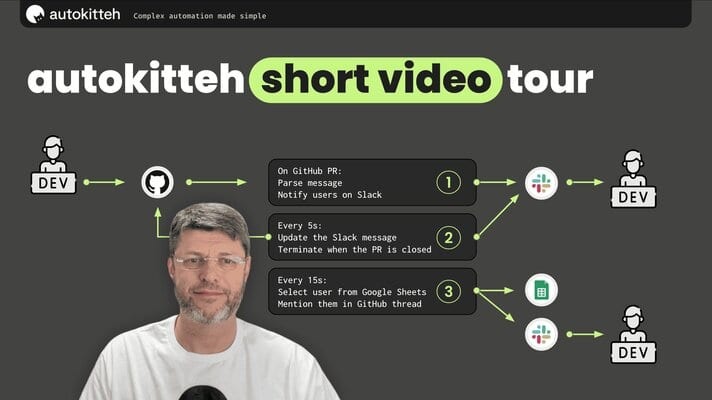 autokitteh Complex automation made simple
autokitteh short video tour
DEV
On GitHub PR:
Parse message
Notify users on Slack
1
DEV
Every 5s:
Update the Slack message
Terminate when the PR is closed
2
Every 15s:
Select user from Google Sheets
Mention them in GitHub thread
3
DEV